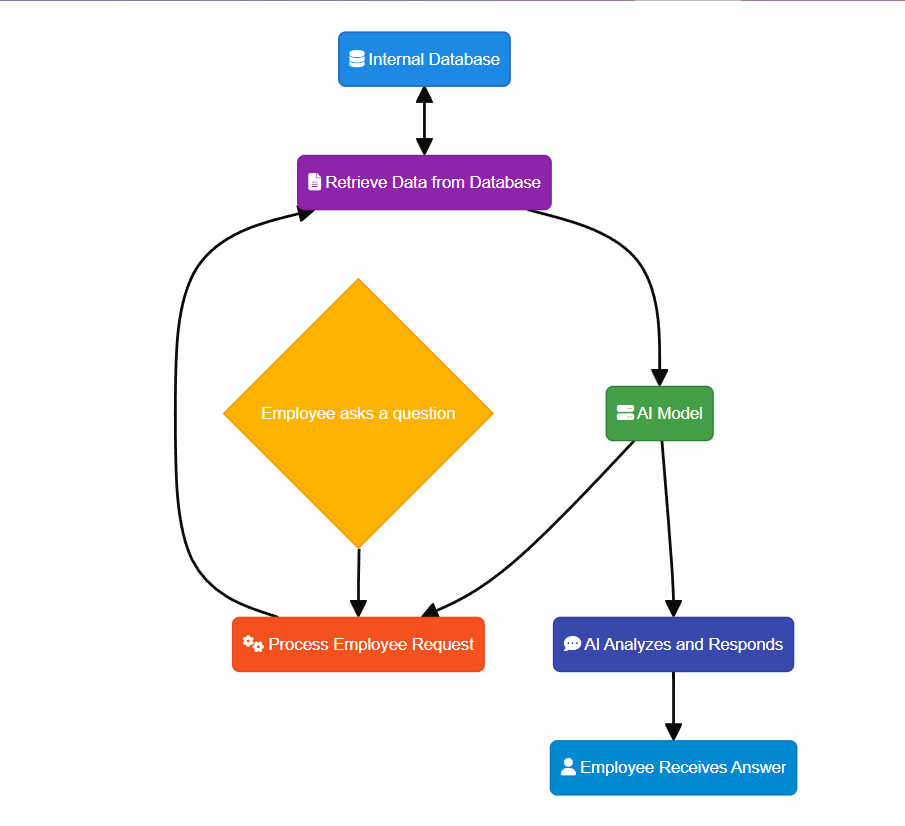 Internal Database
Retrieve Data from Database
Employee asks a question
AI Model
Process Employee Request
AI Analyzes and Responds
Employee Receives Answer